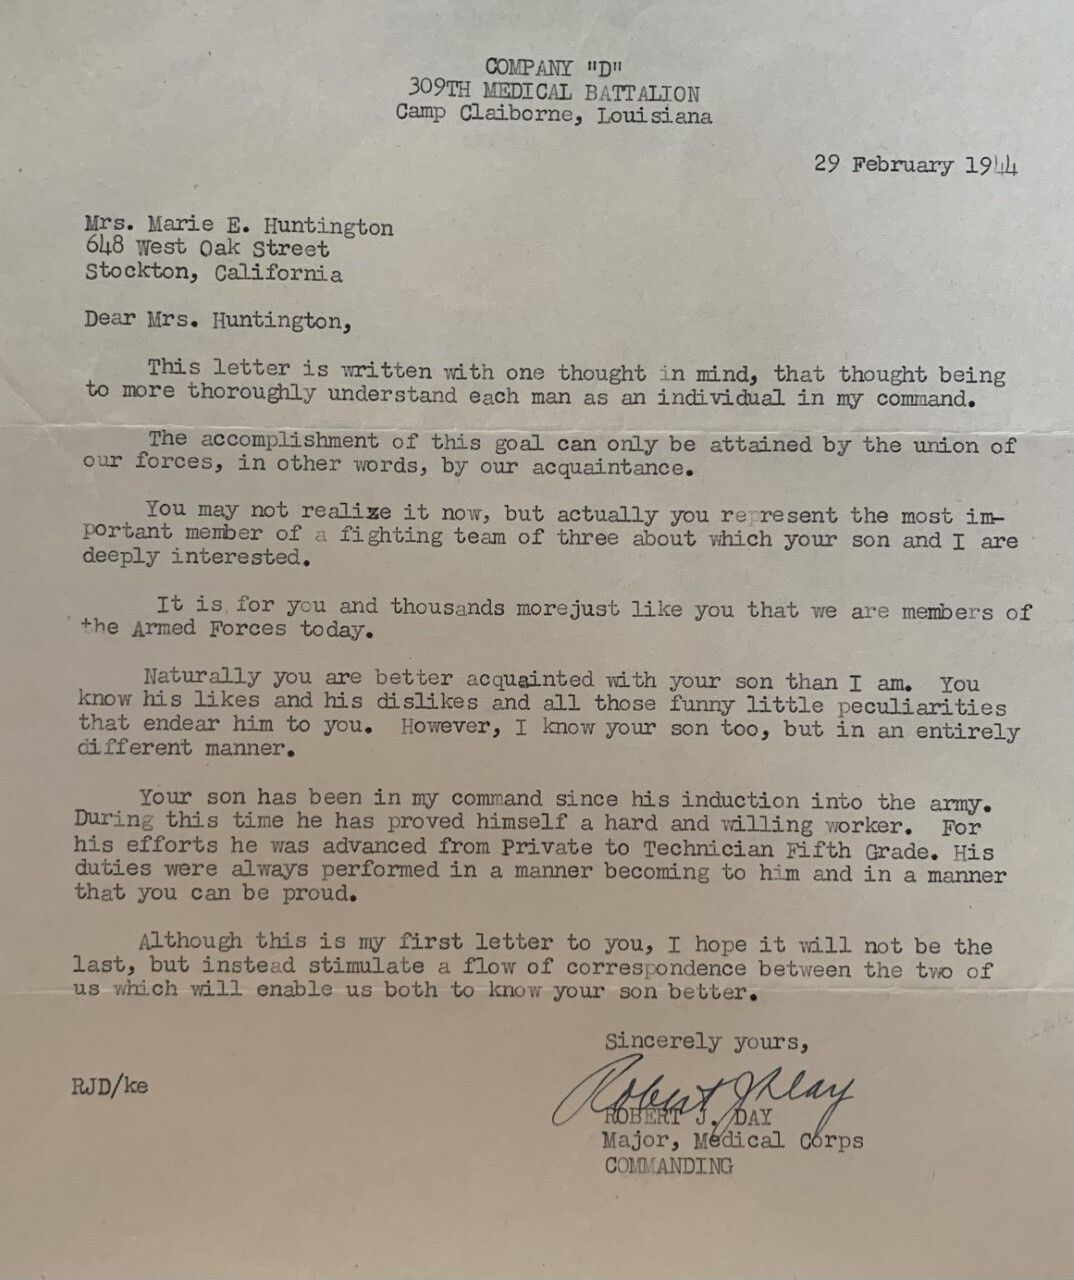 COMPANY "D"
309TH MEDICAL BATTALION
Camp Claiborne, Louisiana
29 February 1944
Mrs. Marie E. Huntington
648 West Oak Street
Stockton, California
Dear Mrs. Huntington,
This letter is written with one thought in mind, that thought being
to more thoroughly understand each man as an individual in my command.
The accomplishment of this goal can only be attained by the union of
our forces, in other words, by our acquaintance.
You may not realize it now, but actually you represent the most im-
portant member of a fighting team of three about which your son and I are
deeply interested.
It is for you and thousands morejust like you that we are members of
the Armed Forces today.
Naturally you are better acquainted with your son than I am. You
know his likes and his dislikes and all those funny little peculiarities
that endear him to you. However, I know your son too, but in an entirely
different manner.
Your son has been in my command since his induction into the army.
During this time he has proved himself a hard and willing worker. For
his efforts he was advanced from Private to Technician Fifth Grade. His
duties were always performed in a manner becoming to him and in a manner
that you can be proud.
Although this is my first letter to you, I hope it will not be the
last, but instead stimulate a flow of correspondence between the two of
us which will enable us both to know your son better.
Sincerely yours,
RJD/ke
Robert J Day
ROBERT J. DAY
Major, Medical Corps
COMMANDING